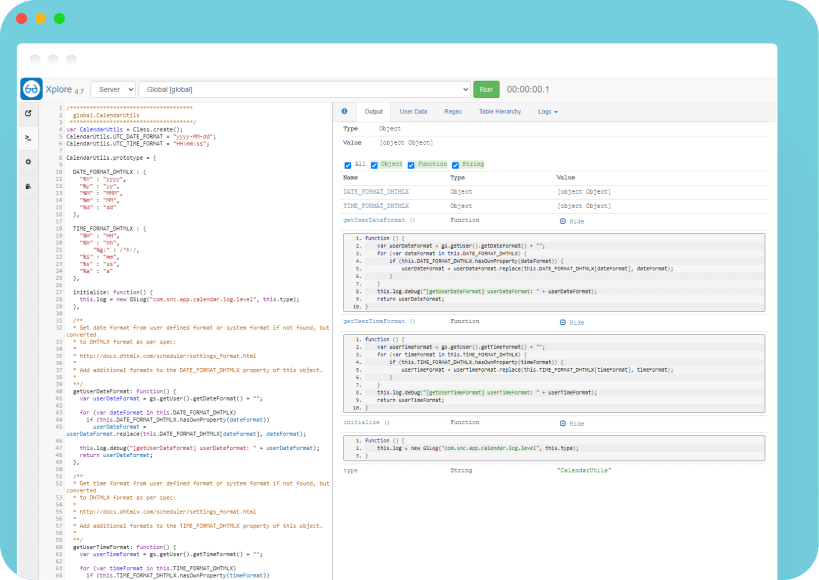 Xplore 4.7 Server Global [global] Run 00:00:00.1
1 /*************************************
2 global.CalendarUtils
3 *************************************/
4 var CalendarUtils = Class.create();
5 CalendarUtils.UTC_DATE_FORMAT = "yyyy-MM-dd";
6 CalendarUtils.UTC_TIME_FORMAT = "HH:mm:ss";
7
8 CalendarUtils.prototype = {
9
10 DATE_FORMAT_DHTMLX : {
11 "%Y" : "yyyy",
12 "%y" : "yy",
13 "%M" : "MMM",
14 "%m" : "MM",
15 "%d" : "dd"
16 },
17
18 TIME_FORMAT_DHTMLX : {
19 "%H" : "HH",
20 "%h" : "hh",
21 "%g:" : /^h:/,
22 "%i" : "mm",
23 "%s" : "ss",
24 "%a" : "a"
25 },
26
27 initialize: function() {
28 this.log = new GSLog("com.snc.app.calendar.log.level", this.type);
29 },
30
31 /**
32 * Get date format from user defined format or system format if not found, but
converted
33 * to DHTMLX format as per spec:
34 *
35 * http://docs.dhtmlx.com/scheduler/settings_format.html
36 *
37 * Add additional formats to the DATE_FORMAT_DHTMLX property of this object.
38 *
39 **/
40 getUserDateFormat: function() {
41 var userDateFormat = gs.getUser().getDateFormat() + "";
42
43 for (var dateFormat in this.DATE_FORMAT_DHTMLX)
44 if (this.DATE_FORMAT_DHTMLX.hasOwnProperty(dateFormat))
45 userDateFormat =
userDateFormat.replace(this.DATE_FORMAT_DHTMLX[dateFormat], dateFormat);
46
47 this.log.debug("[getUserDateFormat] userDateFormat: " + userDateFormat);
48 return userDateFormat;
49 },
50
51 /**
52 * Get time format from user defined format or system format if not found, but
converted
53 * to DHTMLX format as per spec:
54 *
55 * http://docs.dhtmlx.com/scheduler/settings_format.html
56 *
57 * Add additional formats to the TIME_FORMAT_DHTMLX property of this object.
58 *
59 **/
60 getUserTimeFormat: function() {
61 var userTimeFormat = gs.getUser().getTimeFormat() + "";
62
63 for (var timeFormat in this.TIME_FORMAT_DHTMLX)
64 if (this.TIME_FORMAT_DHTMLX.hasOwnProperty(timeFormat))
Output User Data Regex Table Hierarchy Logs
Type Object
Value [object Object]
All Object Function String
Name Type Value
DATE_FORMAT_DHTMLX Object [object Object]
TIME_FORMAT_DHTMLX Object [object Object]
getUserDateFormat () Function Hide
1. function () {
2. var userDateFormat = gs.getUser().getDateFormat() + "";
3. for (var dateFormat in this.DATE_FORMAT_DHTMLX) {
4. if (this.DATE_FORMAT_DHTMLX.hasOwnProperty(dateFormat)) {
5. userDateFormat = userDateFormat.replace(this.DATE_FORMAT_DHTMLX[dateFormat], dateFormat);
6. }
7. }
8. this.log.debug("[getUserDateFormat] userDateFormat: " + userDateFormat);
9. return userDateFormat;
10. }
getUserTimeFormat () Function Hide
1. function () {
2. var userTimeFormat = gs.getUser().getTimeFormat() + "";
3. for (var timeFormat in this.TIME_FORMAT_DHTMLX) {
4. if (this.TIME_FORMAT_DHTMLX.hasOwnProperty(timeFormat)) {
5. userTimeFormat = userTimeFormat.replace(this.TIME_FORMAT_DHTMLX[timeFormat], timeFormat);
6. }
7. }
8. this.log.debug("[getUserTimeFormat] userTimeFormat: " + userTimeFormat);
9. return userTimeFormat;
10. }
initialize () Function Hide
1. function () {
2. this.log = new GSLog("com.snc.app.calendar.log.level", this.type);
3. }
type String "CalendarUtils"